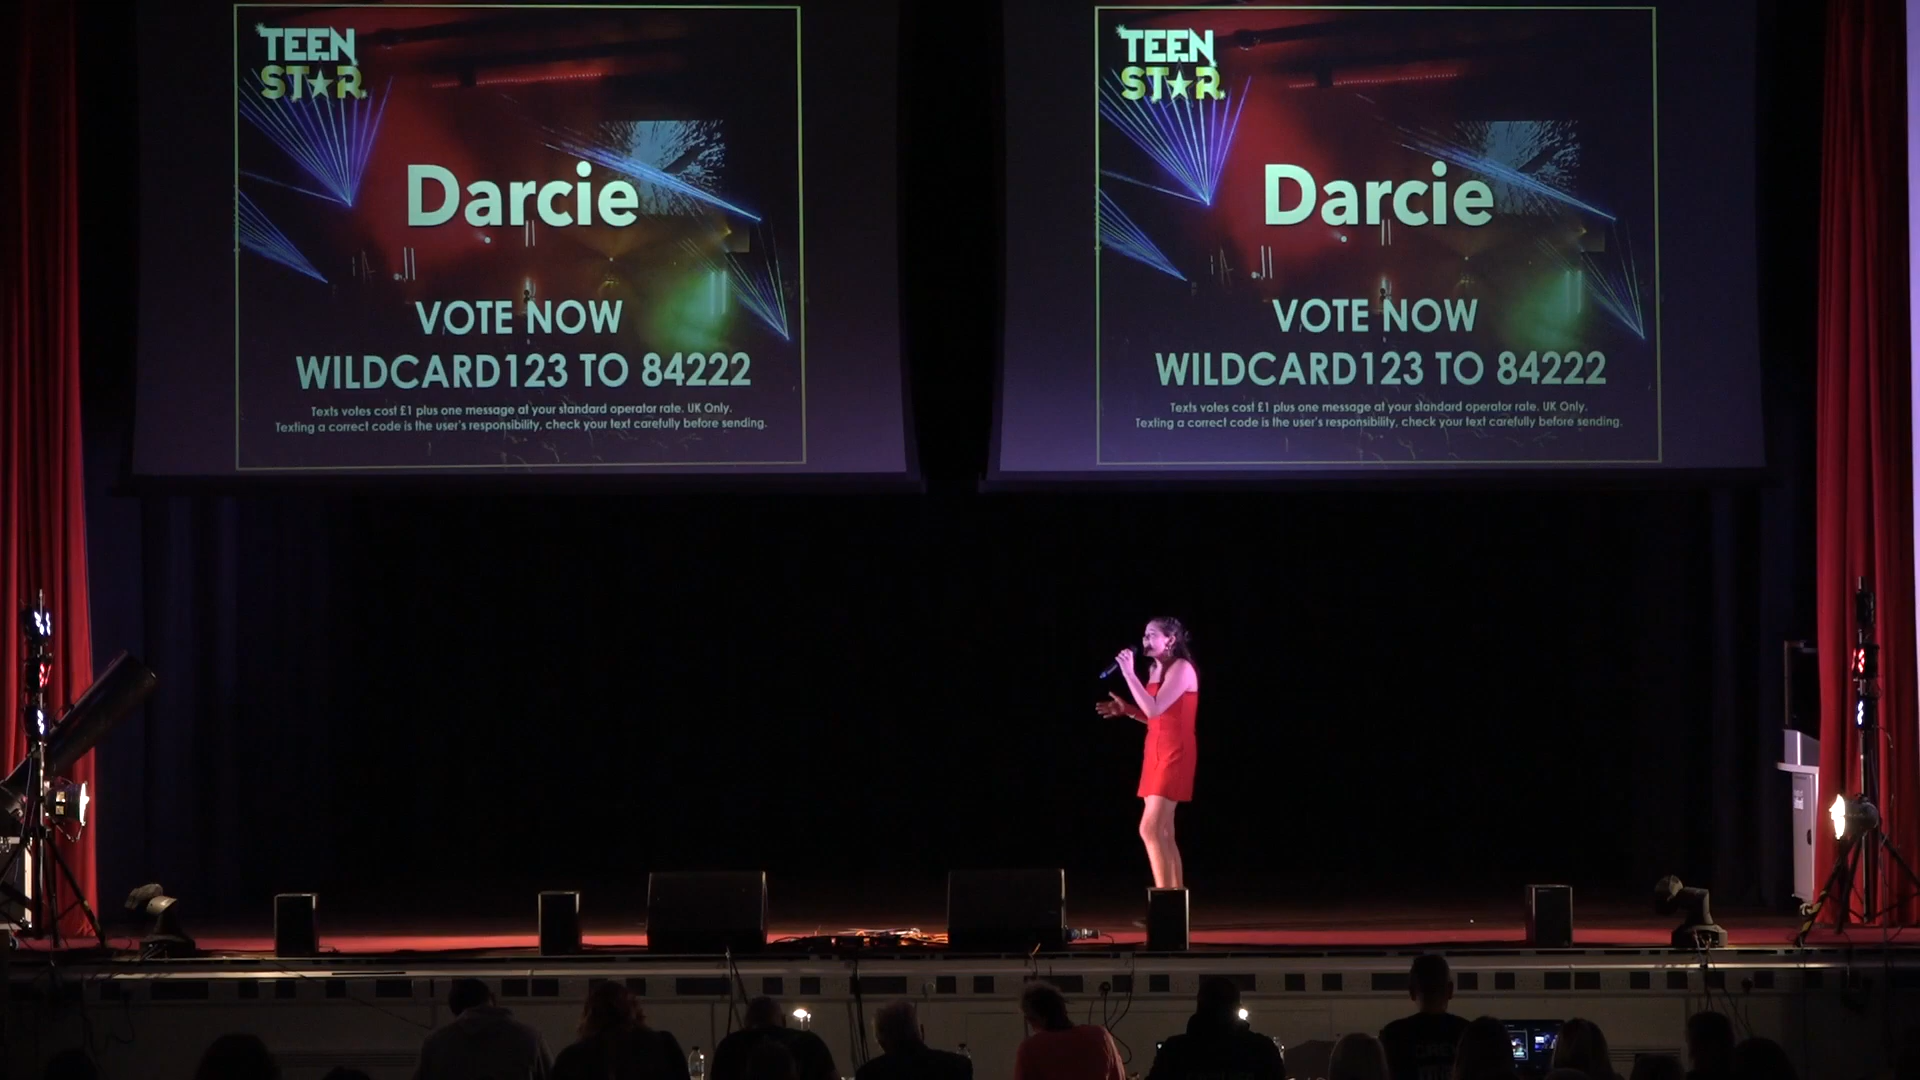 TEEN
STAR
Darcie
VOTE NOW
WILDCARD123 TO 84222
Texts votes cost £1 plus one message at your standard operator rate. UK Only.
Texting a correct code is the user's responsibility, check your text carefully before sending.
TEEN
STAR
Darcie
VOTE NOW
WILDCARD123 TO 84222
Texts votes cost £1 plus one message at your standard operator rate. UK Only.
Texting a correct code is the user's responsibility, check your text carefully before sending.